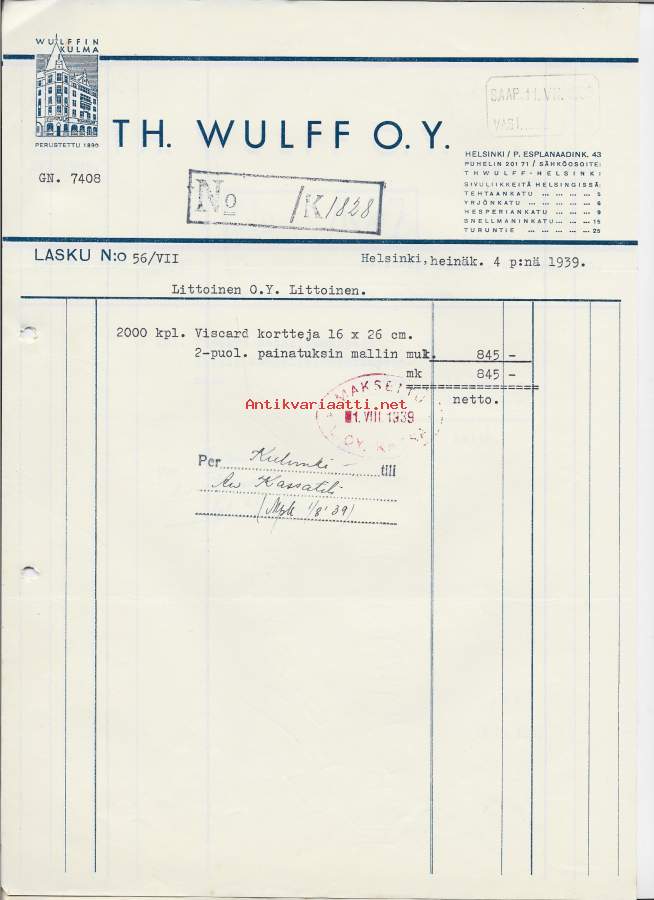 WULFFIN
KULMA
PERUSTETTU 1890
TH. WULFF O.Y.
SAAP. 11. VII.
HELSINKI / P. ESPLANAADINK. 43
PUHELIN 201 71 / SÄHKÖOSOITE:
THWULFF-HELSINKI
SIVULIIKKEITÄ HELSINGISSÄ:
TEHTAANKATU ... ... ... ... 5
YRJÖNKATU ... ... ... ... 6
HESPERIANKATU ... ... ... 9
SNELLMANINKATU ... ... 15
TURUNTIE ... ... ... ... ... 25
GN. 7408
No /K/1828
LASKU N:o 56/VII
Helsinki, heinäk. 4 p:nä 1939.
Littoinen O.Y. Littoinen.
2000 kpl. Viscard kortteja 16 x 26 cm.
2-puol. painatuksin mallin muk. 845 -
mk 845 -
netto.
MAKSETTU
Antikvariaatti.net
1. VIII 1939
OY.
Per till